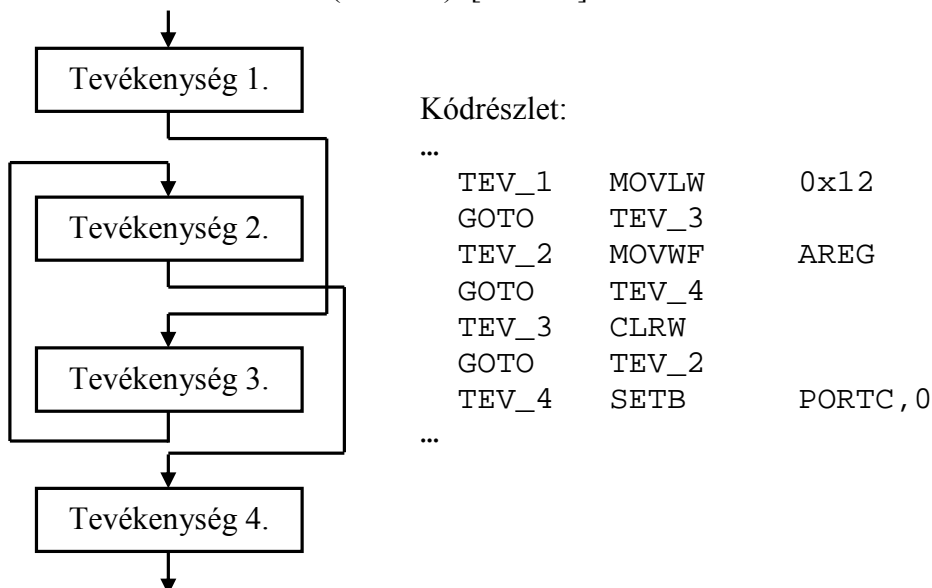 Tevékenység 1.
Tevékenység 2.
Tevékenység 3.
Tevékenység 4.
Kódrészlet:
…
TEV_1 MOVLW 0x12
GOTO TEV_3
TEV_2 MOVWF AREG
GOTO TEV_4
TEV_3 CLRW
GOTO TEV_2
TEV_4 SETB PORTC,0
…